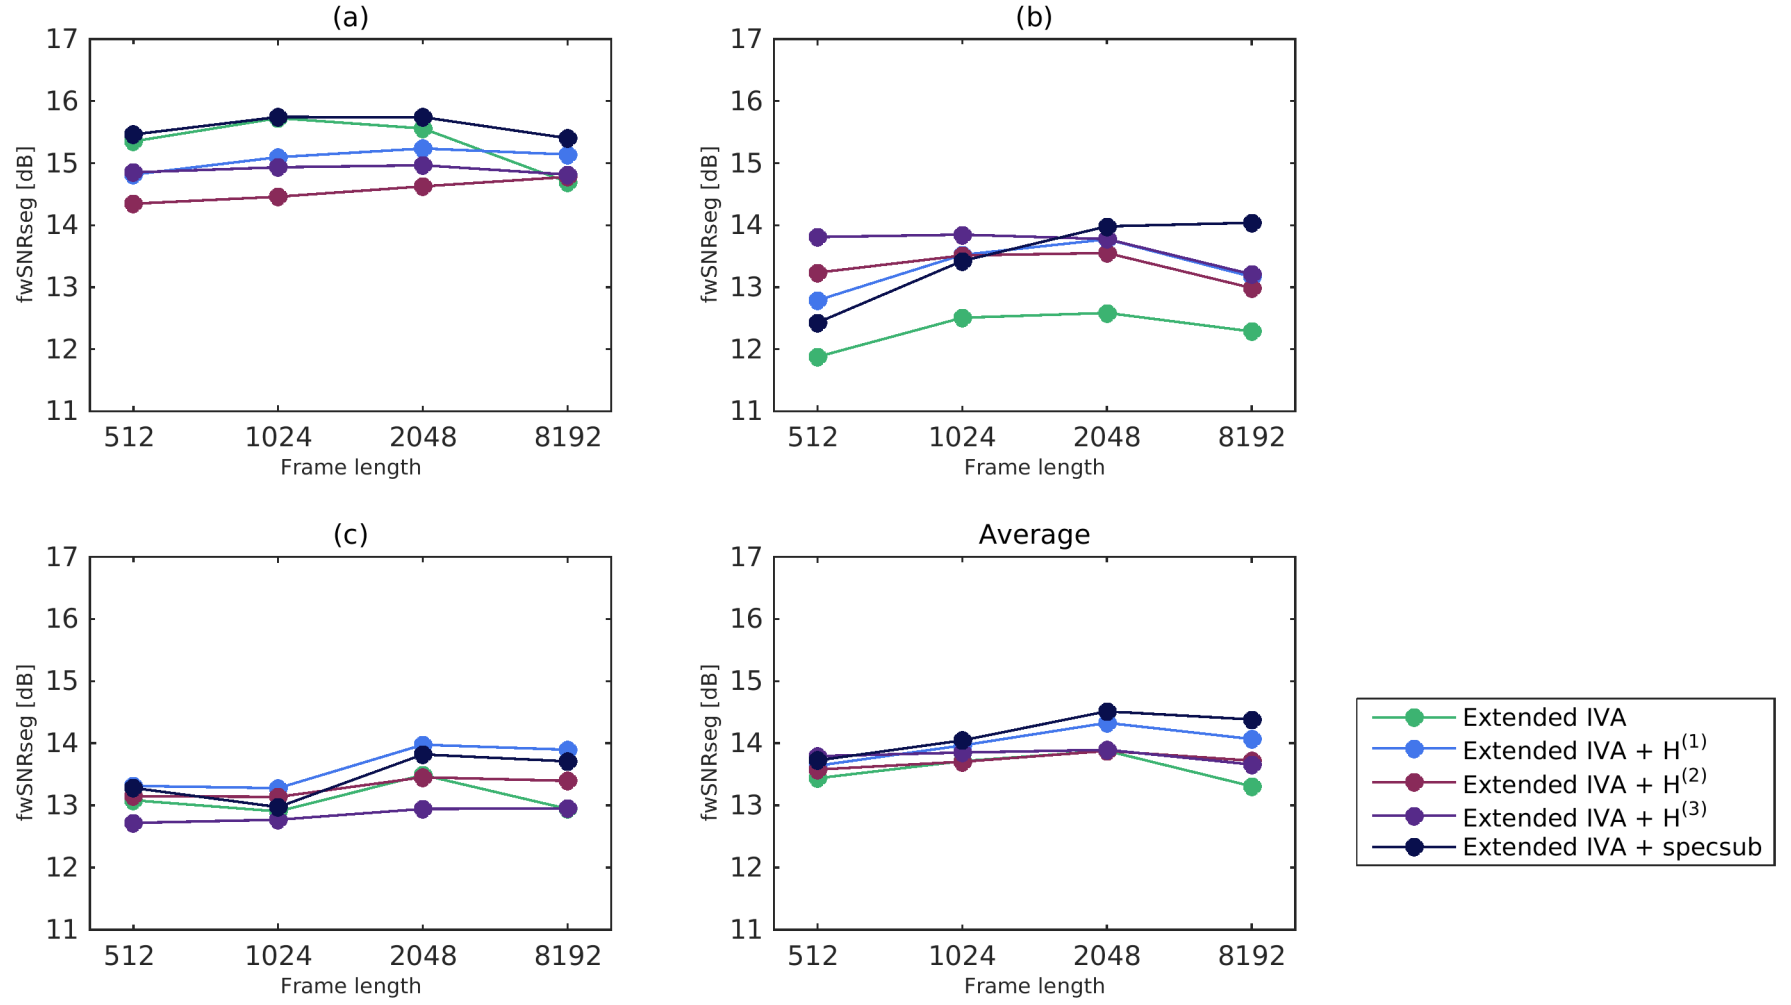 (a)
17
16
15
14
13
12
11
fwSNRseg [dB]
512 1024 2048 8192
Frame length
(b)
17
16
15
14
13
12
11
fwSNRseg [dB]
512 1024 2048 8192
Frame length
(c)
17
16
15
14
13
12
11
fwSNRseg [dB]
512 1024 2048 8192
Frame length
Average
17
16
15
14
13
12
11
fwSNRseg [dB]
512 1024 2048 8192
Frame length
Extended IVA
Extended IVA + H(1)
Extended IVA + H(2)
Extended IVA + H(3)
Extended IVA + specsub